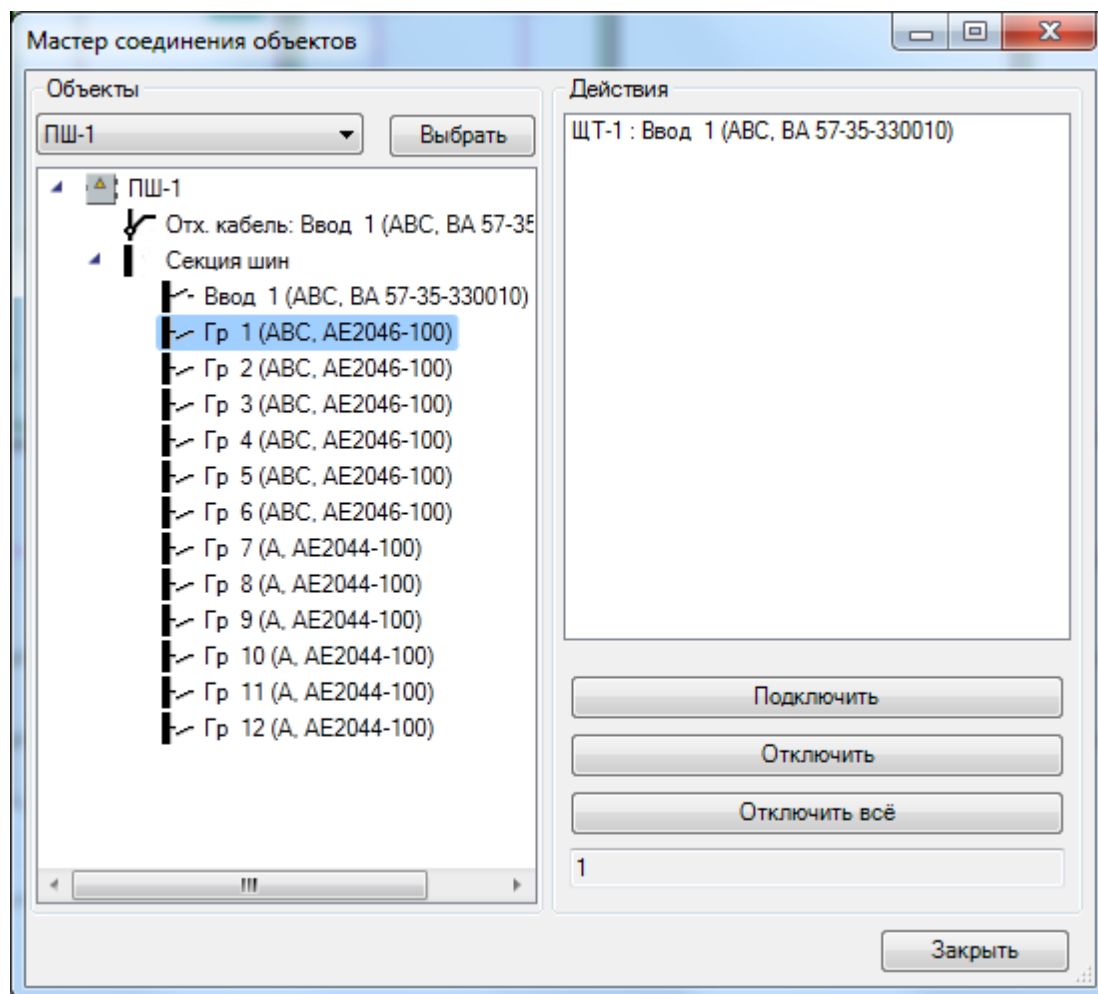 Мастер соединения объектов
Объекты
ПШ-1
Выбрать
ПШ-1
Отх. кабель: Ввод 1 (ABC, ВА 57-35
Секция шин
Ввод 1 (ABC, ВА 57-35-330010)
Гр 1 (ABC, АЕ2046-100)
Гр 2 (ABC, АЕ2046-100)
Гр 3 (ABC, АЕ2046-100)
Гр 4 (ABC, АЕ2046-100)
Гр 5 (ABC, АЕ2046-100)
Гр 6 (ABC, АЕ2046-100)
Гр 7 (A, АЕ2044-100)
Гр 8 (A, АЕ2044-100)
Гр 9 (A, АЕ2044-100)
Гр 10 (A, АЕ2044-100)
Гр 11 (A, АЕ2044-100)
Гр 12 (A, АЕ2044-100)
Действия
ЩТ-1 : Ввод 1 (ABC, ВА 57-35-330010)
Подключить
Отключить
Отключить всё
1
Закрыть